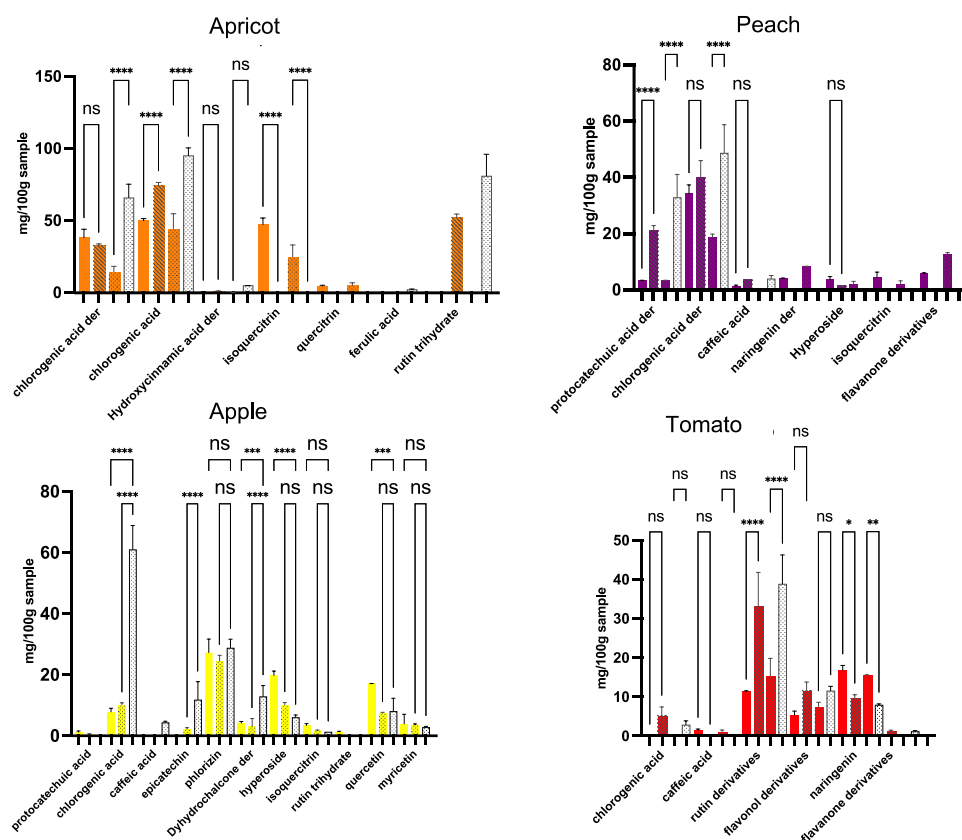 Apricot
mg/100g sample
150
100
50
0
ns
****
****
****
ns
ns
****
****
chlorogenic acid der
chlorogenic acid
Hydroxycinnamic acid der
isoquercitrin
quercitrin
ferulic acid
rutin trihydrate
Peach
mg/100g sample
80
60
40
20
0
****
****
ns
****
ns
ns
protocatechuic acid der
chlorogenic acid der
caffeic acid
naringenin der
Hyperoside
isoquercitrin
flavanone derivatives
Apple
mg/100g sample
80
60
40
20
0
****
****
****
ns
ns
***
****
****
ns
ns
ns
***
ns
ns
ns
protocatechuic acid
chlorogenic acid
caffeic acid
epicatechin
phlorizin
Dyhydrochalcone der
hyperoside
isoquercitrin
rutin trihydrate
quercetin
myricetin
Tomato
mg/100g sample
50
40
30
20
10
0
ns
ns
ns
ns
****
****
ns
ns
*
**
chlorogenic acid
caffeic acid
rutin derivatives
flavonol derivatives
naringenin
flavanone derivatives